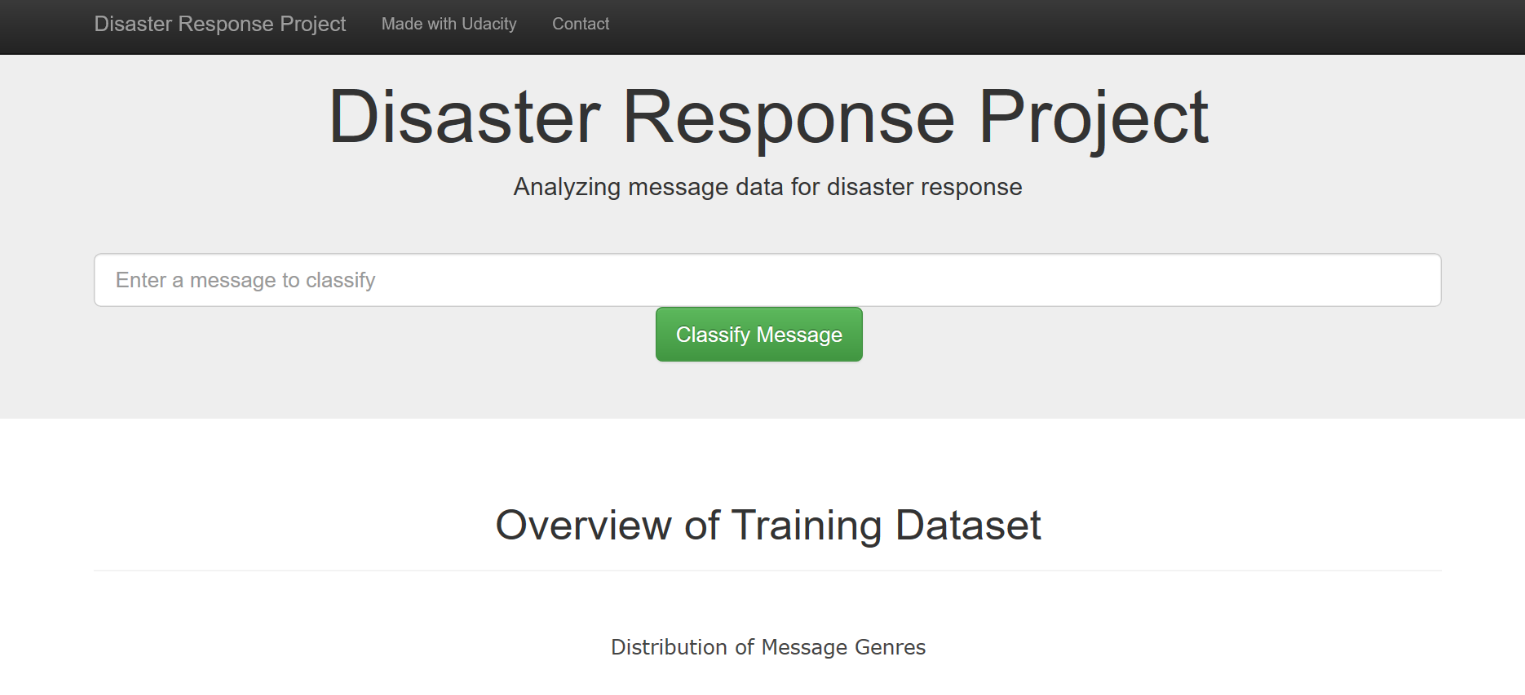 Disaster Response Project Made with Udacity Contact
Disaster Response Project
Analyzing message data for disaster response
Enter a message to classify
Classify Message
Overview of Training Dataset
Distribution of Message Genres